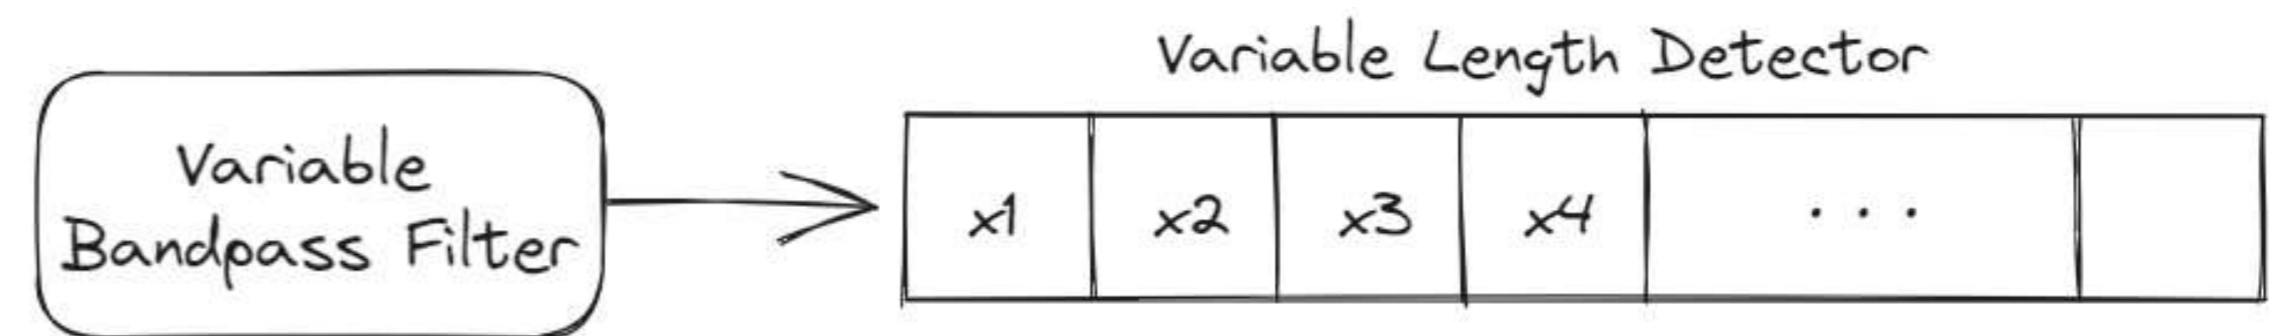 Variable Length Detector
Variable
Bandpass Filter
x1 x2 x3 x4 ...